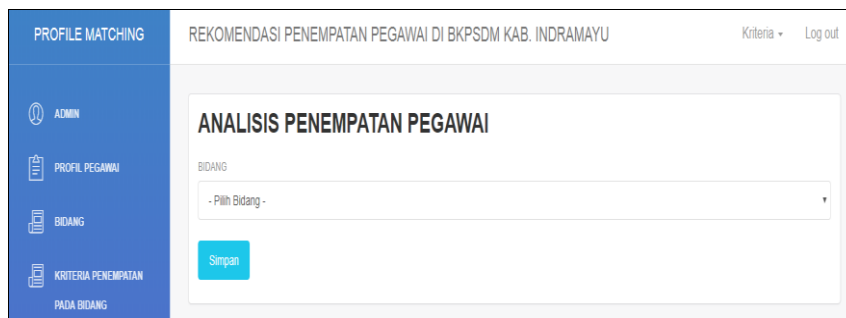 PROFILE MATCHING
REKOMENDASI PENEMPATAN PEGAWAI DI BKPSDM KAB. INDRAMAYU
Kriteria
Log out
ADMIN
PROFIL PEGAWAI
BIDANG
KRITERIA PENEMPATAN
PADA BIDANG
ANALISIS PENEMPATAN PEGAWAI
BIDANG
- Pilih Bidang -
Simpan